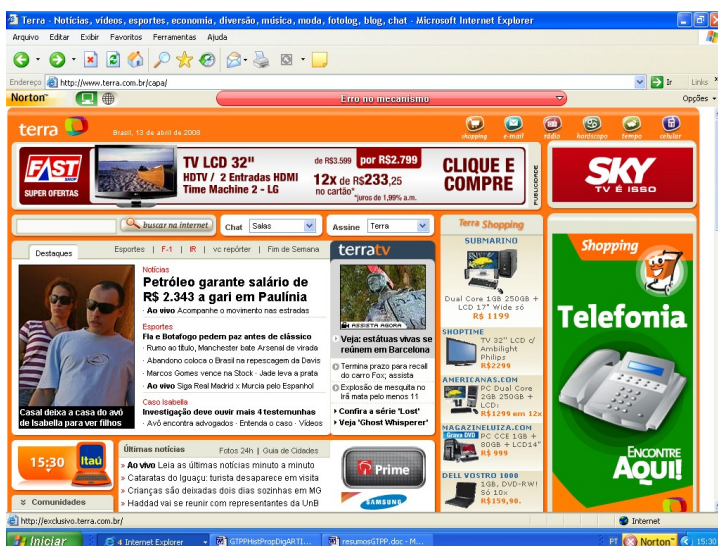 Terra - Notícias, vídeos, esportes, economia, diversão, música, moda, fotolog, blog, chat - Microsoft Internet Explorer
Arquivo Editar Exibir Favoritos Ferramentas Ajuda
Endereço http://www.terra.com.br/capa/ Ir Links
Norton™ Erro no mecanismo Opções
terra Brasil, 13 de abril de 2008 shopping e-mail rádio horóscopo tempo celular
FAST SHOP
SUPER OFERTAS
TV LCD 32"
HDTV / 2 Entradas HDMI
Time Machine 2 - LG
de R$3.599 por R$2.799
12x de R$233,25
no cartão* *juros de 1,99% a.m.
CLIQUE E
COMPRE
PUBLICIDADE
SKY
TV É ISSO
buscar na internet Chat Salas Assine Terra
Destaques Esportes | F-1 | IR | vc repórter | Fim de Semana
Notícias
Petróleo garante salário de
R$ 2.343 a gari em Paulínia
· Ao vivo Acompanhe o movimento nas estradas
Esportes
Fla e Botafogo pedem paz antes de clássico
· Rumo ao título, Manchester bate Arsenal de virada
· Abandono coloca o Brasil na repescagem da Davis
· Marcos Gomes vence na Stock · Jade leva a prata
· Ao vivo Siga Real Madrid x Murcia pelo Espanhol
Caso Isabella
Investigação deve ouvir mais 4 testemunhas
· Avô encontra advogados · Entenda o caso · Vídeos
Casal deixa a casa do avô
de Isabella para ver filhos
terratv
ASSISTA AGORA
Veja: estátuas vivas se
reúnem em Barcelona
Termina prazo para recall
do carro Fox; assista
Explosão de mesquita no
Irã mata pelo menos 11
Confira a série 'Lost'
Veja 'Ghost Whisperer'
Terra Shopping
SUBMARINO
Dual Core 1GB 250GB +
LCD 17" Wide só
R$ 1199
SHOPTIME
TV 32" LCD c/
Ambilight
Philips
R$2299
AMERICANAS.COM
PC Dual Core
2GB 250GB +
LCD:
R$1299 em 12x
MAGAZINELUIZA.COM
Grava DVD PC CCE 1GB +
80GB + LCD14"
R$ 999
DELL VOSTRO 1000
1GB, DVD-RW!
Só 10x
R$159,90.
Shopping
Telefonia
ENCONTRE
AQUI!
15:30 Itaú
Comunidades
Últimas notícias Fotos 24h | Guia de Cidades
» Ao vivo Leia as últimas notícias minuto a minuto
» Cataratas do Iguaçu: turista desaparece em visita
» Crianças são deixadas dois dias sozinhas em MG
» Haddad vai se reunir com representantes da UnB
Prime
SAMSUNG
http://exclusivo.terra.com.br/ Internet
Iniciar 4 Internet Explorer GTPPHistPropDigARTI... resumosGTPP.doc - M... PT Norton™ 15:30